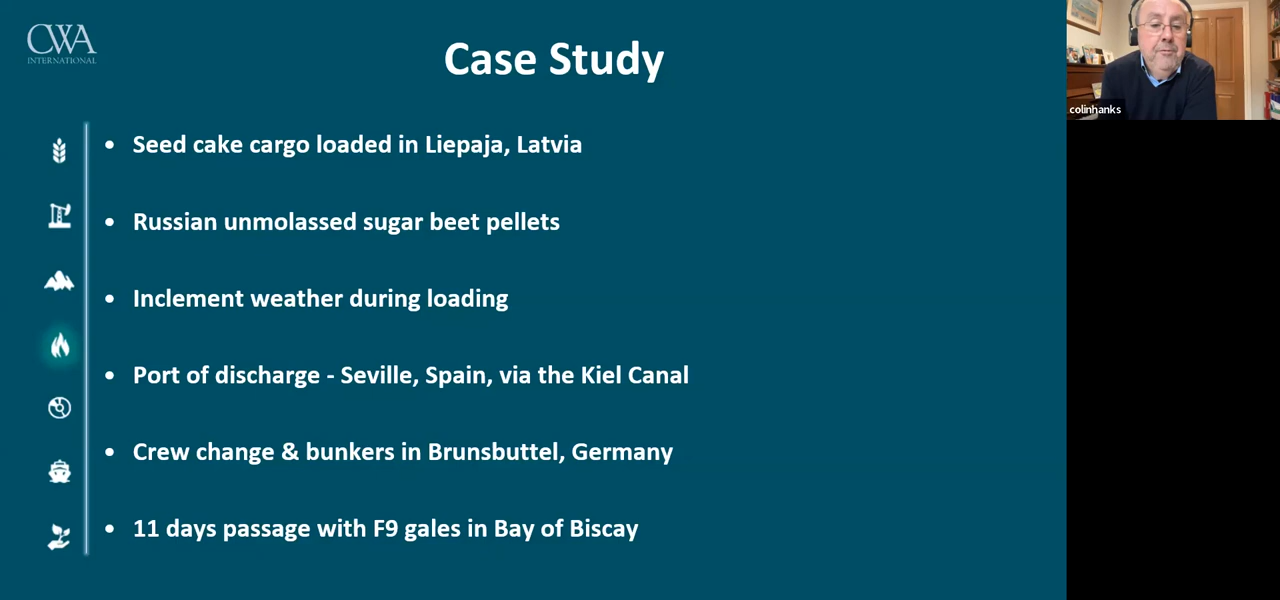 CWA
INTERNATIONAL
Case Study
colinhanks
• Seed cake cargo loaded in Liepaja, Latvia
• Russian unmolassed sugar beet pellets
• Inclement weather during loading
• Port of discharge - Seville, Spain, via the Kiel Canal
• Crew change & bunkers in Brunsbuttel, Germany
• 11 days passage with F9 gales in Bay of Biscay